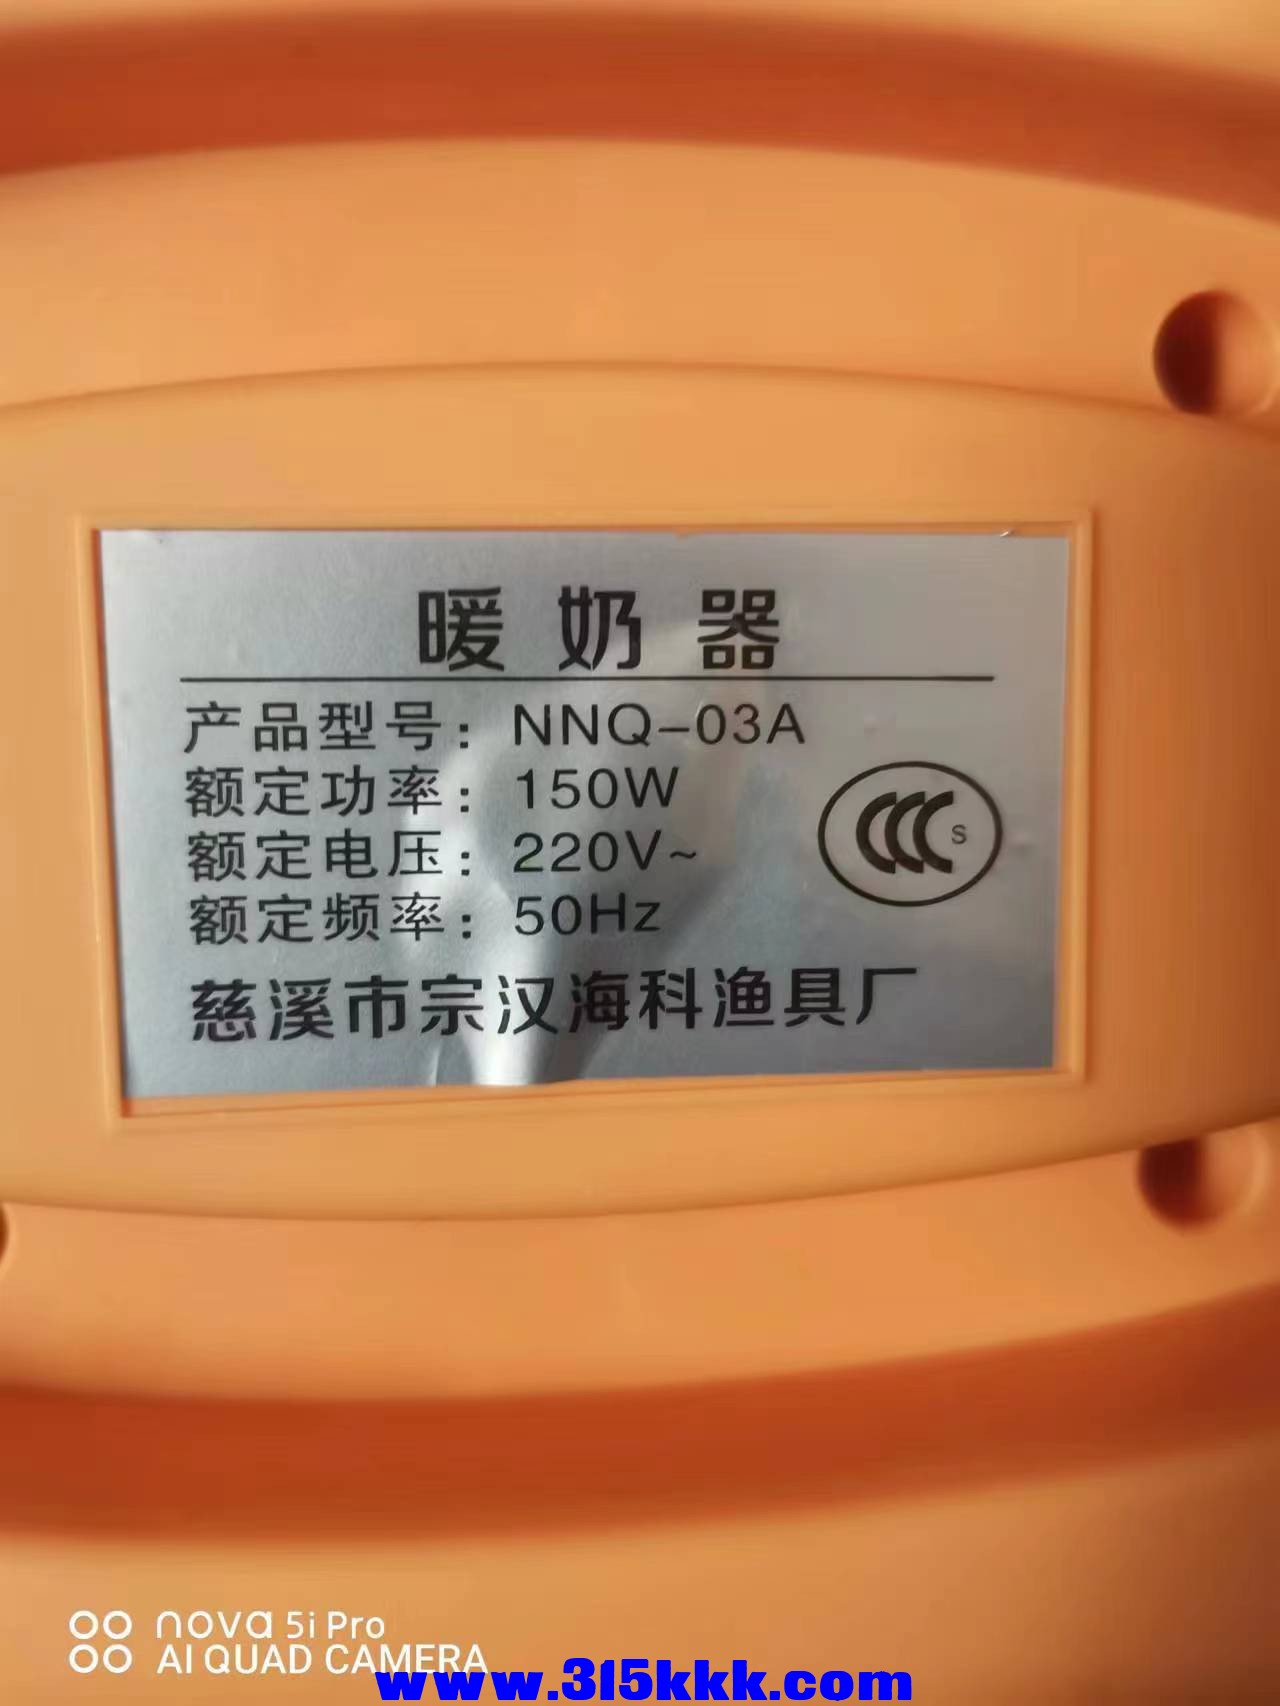 暖奶器
产品型号：NNQ-03A
额定功率：150W
额定电压：220V~
额定频率：50Hz
CCC S
慈溪市宗汉海科渔具厂
nova 5i Pro
AI QUAD CAMERA
www.315kkk.com